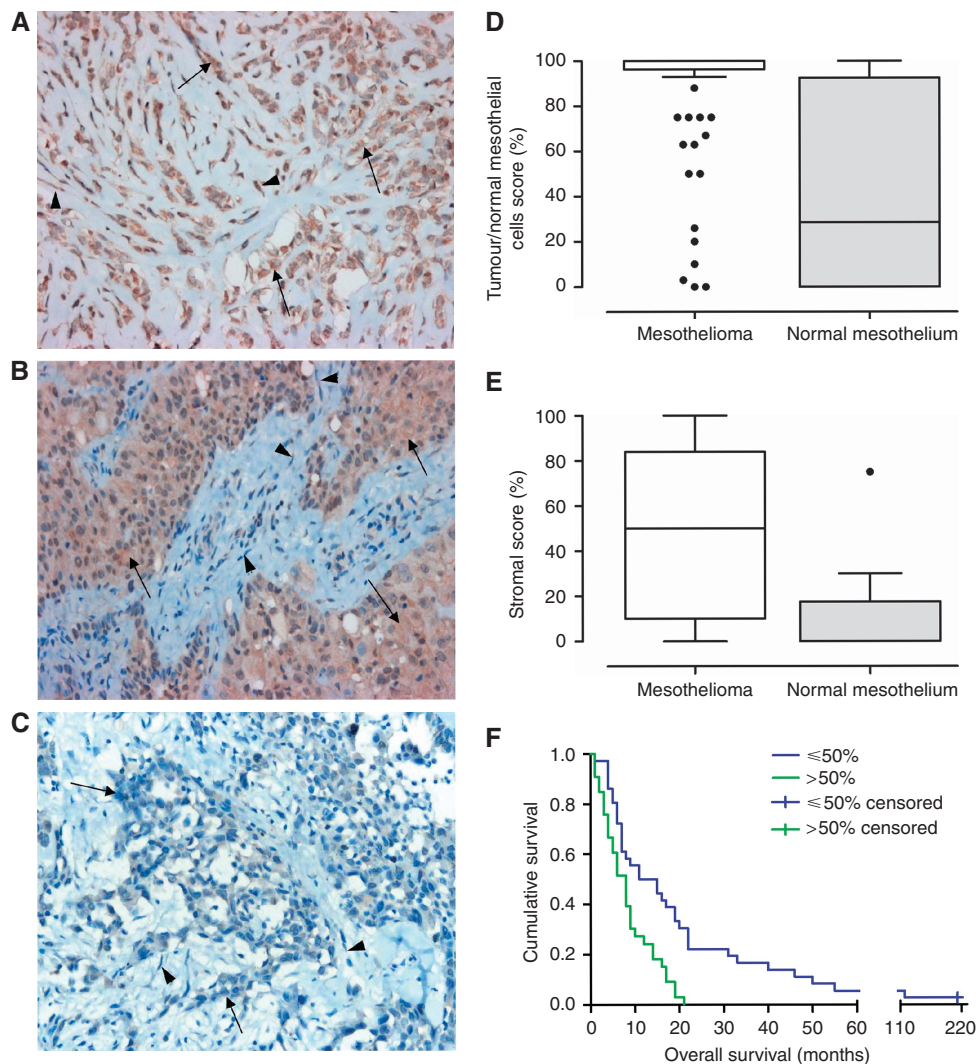 A
B
C
D
Tumour/normal mesothelial
cells score (%)
100
80
60
40
20
0
Mesothelioma
Normal mesothelium
E
Stromal score (%)
100
80
60
40
20
0
Mesothelioma
Normal mesothelium
F
Cumulative survival
1.0
0.8
0.6
0.4
0.2
0.0
⩽50%
>50%
⩽50% censored
>50% censored
0
10
20
30
40
50
60
110
220
Overall survival (months)